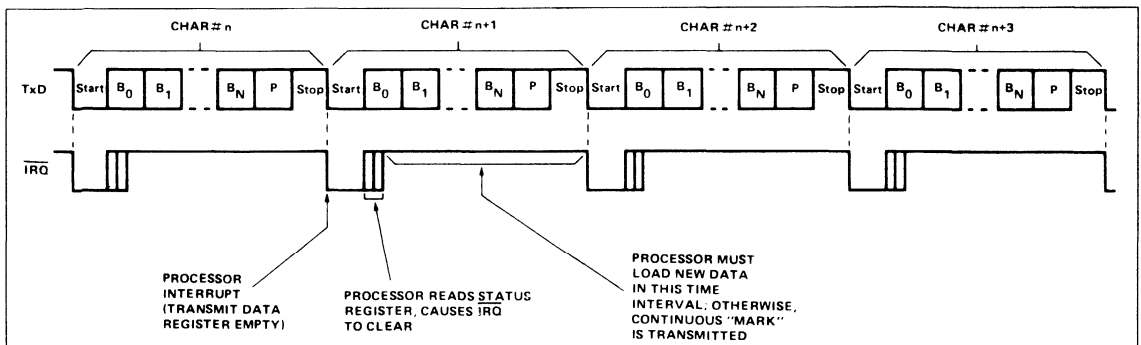 CHAR#n CHAR#n+1 CHAR#n+2 CHAR#n+3
TxD Start B0 B1 BN P Stop Start B0 B1 BN P Stop Start B0 B1 BN P Stop Start B0 B1 BN P Stop
IRQ
PROCESSOR
INTERRUPT
(TRANSMIT DATA
REGISTER EMPTY)
PROCESSOR READS STATUS
REGISTER, CAUSES IRQ
TO CLEAR
PROCESSOR MUST
LOAD NEW DATA
IN THIS TIME
INTERVAL; OTHERWISE,
CONTINUOUS "MARK"
IS TRANSMITTED